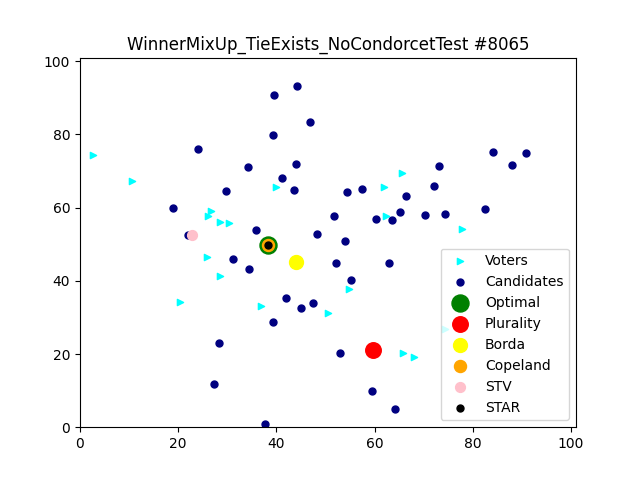 WinnerMixUp_TieExists_NoCondorcetTest #8065
100
80
60
40
20
0
0 20 40 60 80 100
Voters
Candidates
Optimal
Plurality
Borda
Copeland
STV
STAR